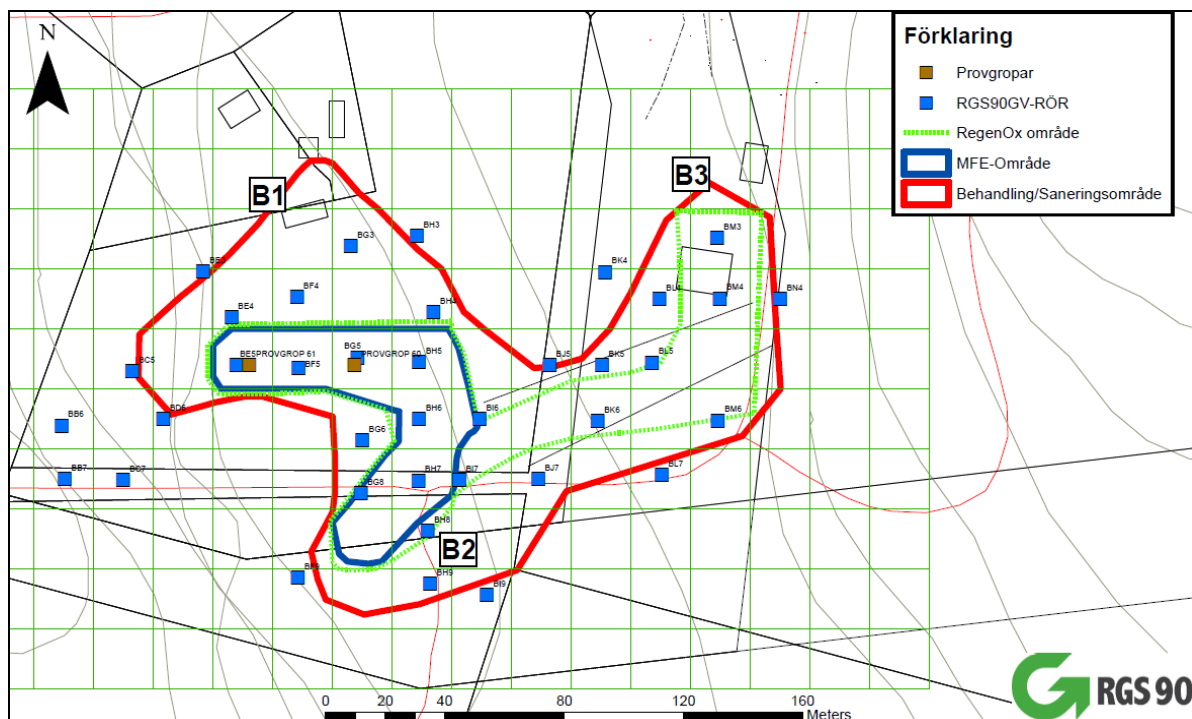 N
Förklaring
Provgropar
RGS90GV-RÖR
RegenOx område
MFE-Område
Behandling/Saneringsområde
B1
B3
BH3
BG3
BM3
BK4
BF4
BM4
BN4
BE4
BH4
BG5
BE5PROVGROP 61
PROVGROP 60
BH5
BF5
BJ5
BK5
BL5
BC5
BD6
BB6
BH6
BI6
BG6
BK6
BM6
BB7
BC7
BH7
BI7
BJ7
BL7
BG8
BH8
B2
BF9
BH9
BI9
0 20 40 80 120 160
Meters
RGS 90